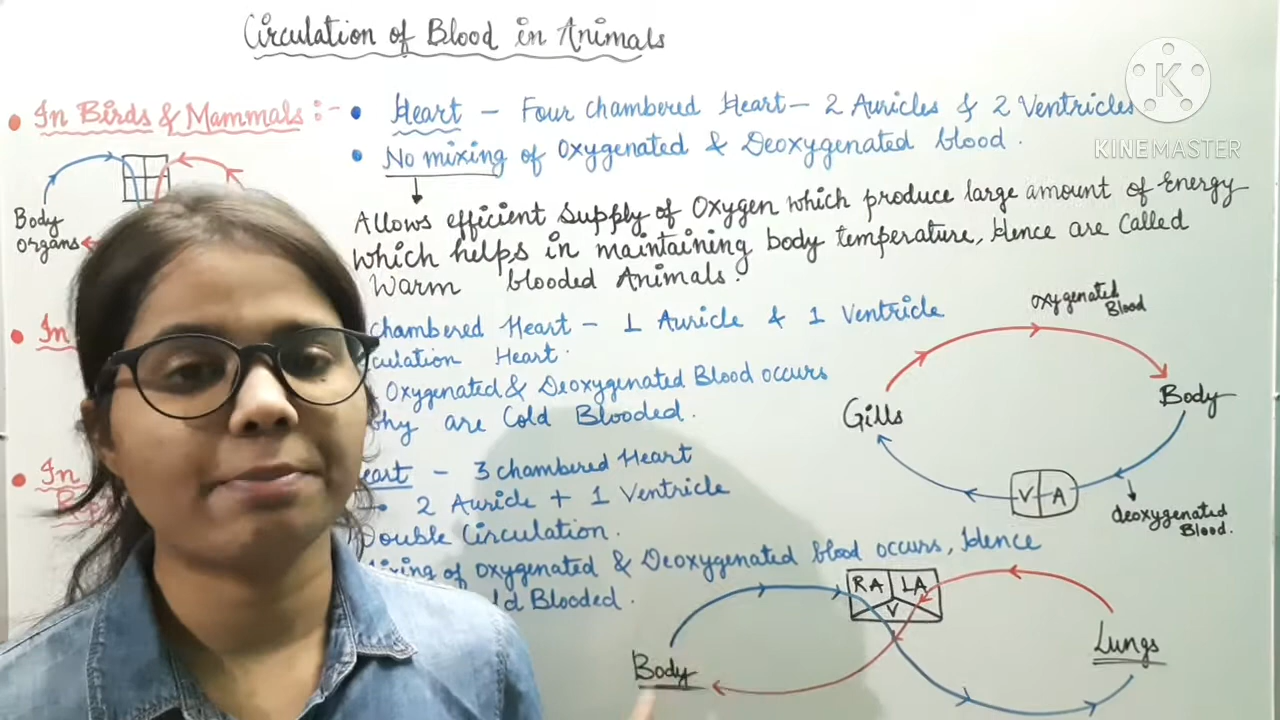 Circulation of Blood in Animals
K
KINEMASTER
• In Birds & Mammals :-
• Heart - Four chambered Heart - 2 Auricles & 2 Ventricles
• No mixing of Oxygenated & Deoxygenated blood.
Allows efficient supply of Oxygen which produce large amount of Energy
which helps in maintaining body temperature, Hence are Called
Warm blooded Animals.
Body
organs
• In
chambered Heart - 1 Auricle & 1 Ventricle
Heart.
Oxygenated & Deoxygenated Blood occurs
are Cold Blooded.
oxygenated
Blood
Gills
Body
V A
deoxygenated
Blood.
• In
- 3 chambered Heart
2 Auricle + 1 Ventricle
Double Circulation.
of oxygenated & Deoxygenated blood occurs, Hence
Blooded.
RA LA
V
Body
Lungs